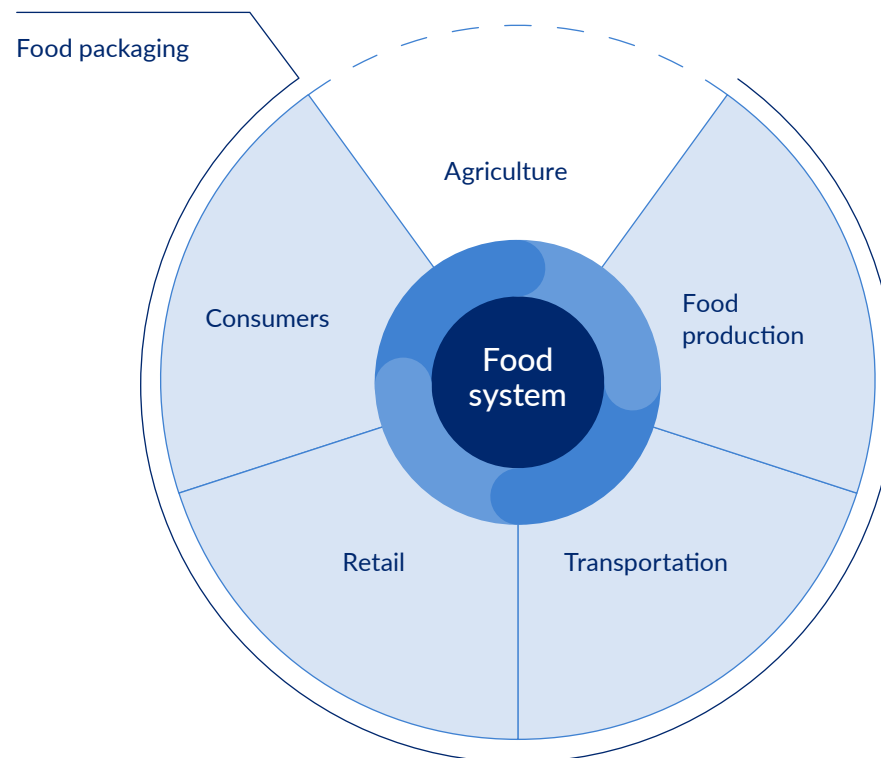 Food packaging
Agriculture
Consumers
Food
production
Food
system
Retail
Transportation